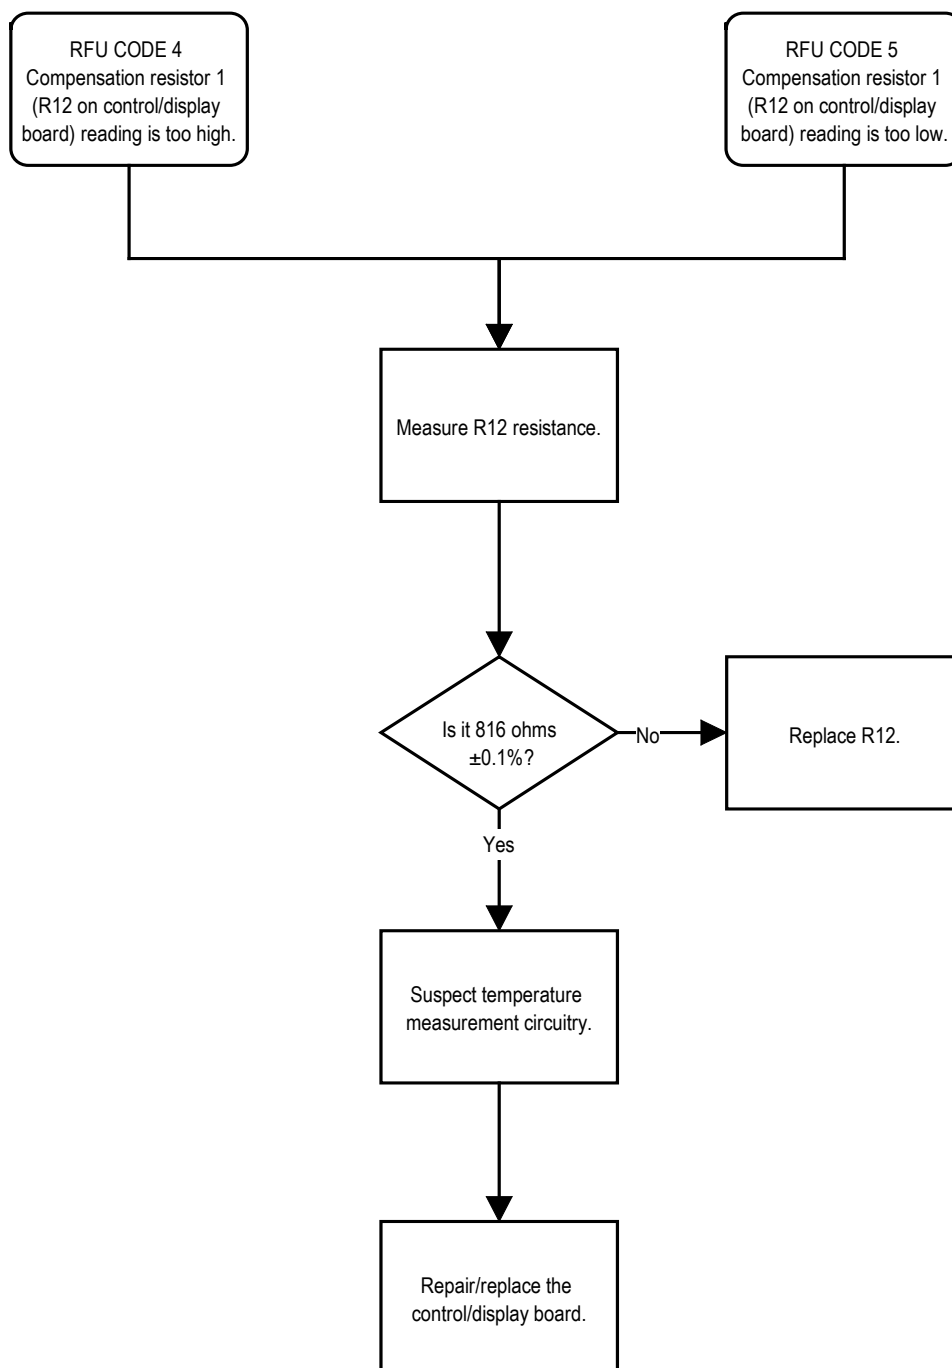 RFU CODE 4
Compensation resistor 1
(R12 on control/display
board) reading is too high.
RFU CODE 5
Compensation resistor 1
(R12 on control/display
board) reading is too low.
Measure R12 resistance.
Is it 816 ohms
±0.1%?
No
Replace R12.
Yes
Suspect temperature
measurement circuitry.
Repair/replace the
control/display board.